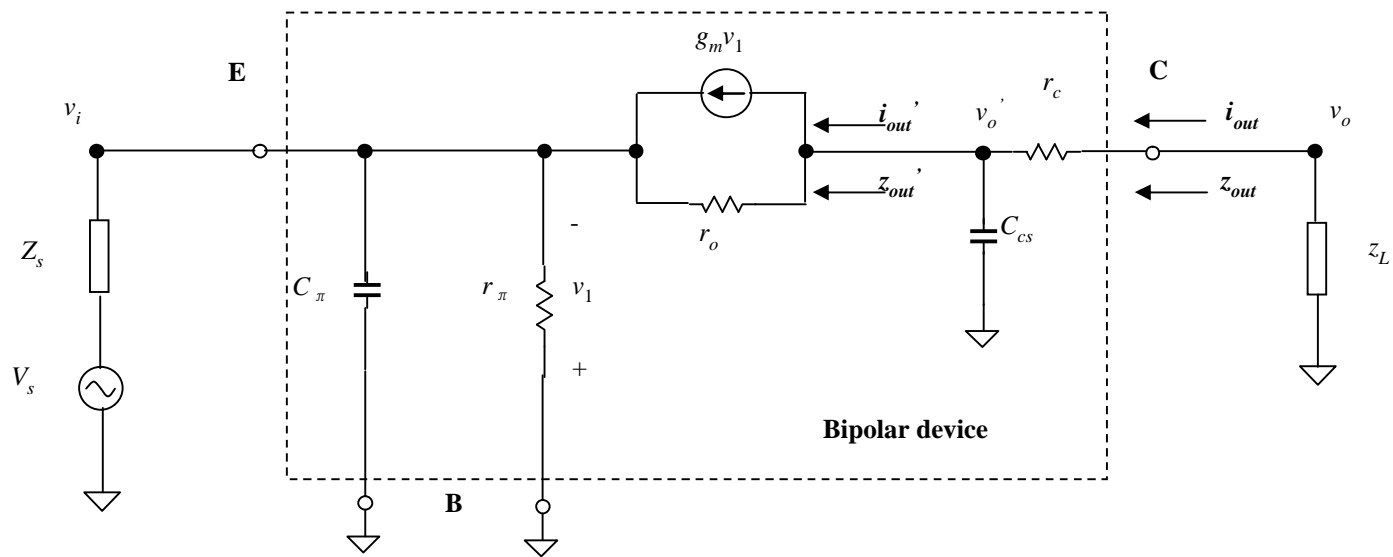 g_m v_1
E
C
r_c
v_i
i_out'
v_o'
i_out
v_o
z_out'
z_out
-
r_o
C_cs
Z_s
z_L
C_π
r_π
v_1
V_s
+
Bipolar device
B